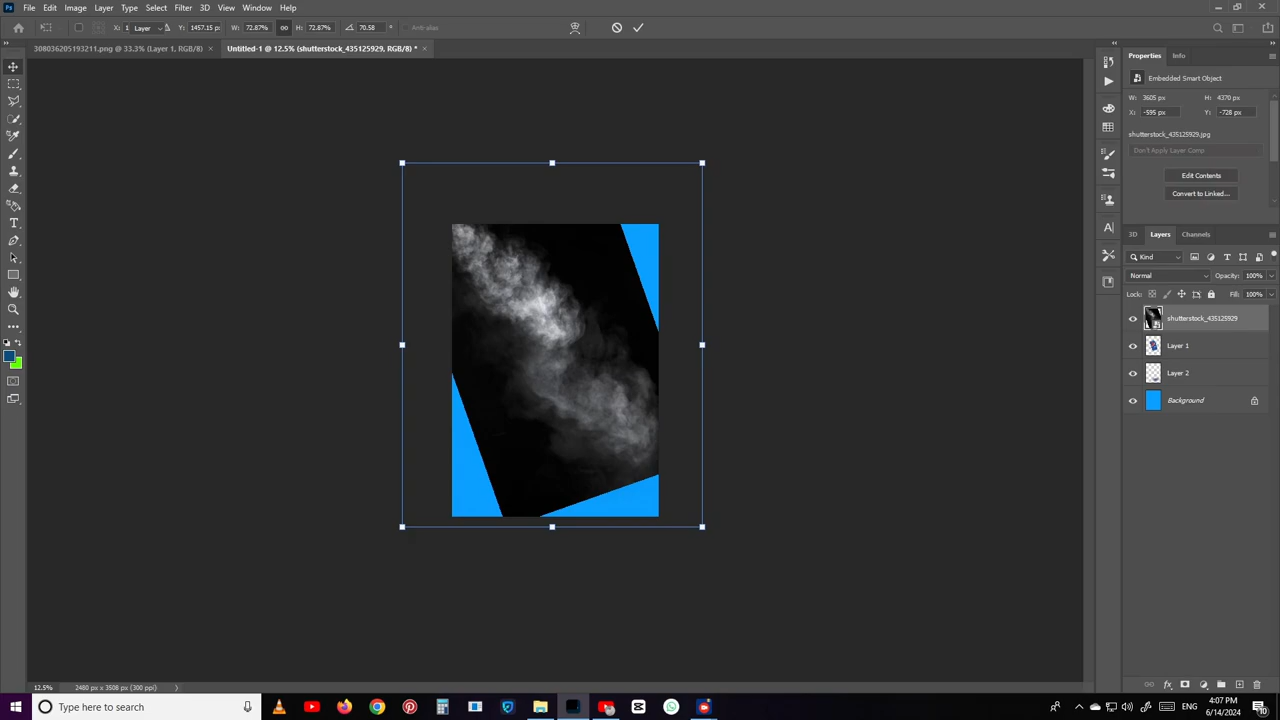 File Edit Image Layer Type Select Filter 3D View Window Help
X: 1 Layer Y: 1457.15 px W: 72.87% H: 72.87% 70.58 ° Anti-alias
308036205193211.png @ 33.3% (Layer 1, RGB/8) × Untitled-1 @ 12.5% (shutterstock_435125929, RGB/8) * ×
Properties Info
Embedded Smart Object
W: 3605 px H: 4370 px
X: -595 px Y: -728 px
shutterstock_435125929.jpg
Don't Apply Layer Comp
Edit Contents
Convert to Linked...
3D Layers Channels
Kind
Normal Opacity: 100%
Lock: Fill: 100%
shutterstock_435125929
Layer 1
Layer 2
Background
12.5% 2480 px x 3508 px (300 ppi)
Type here to search
ENG 4:07 PM
6/14/2024